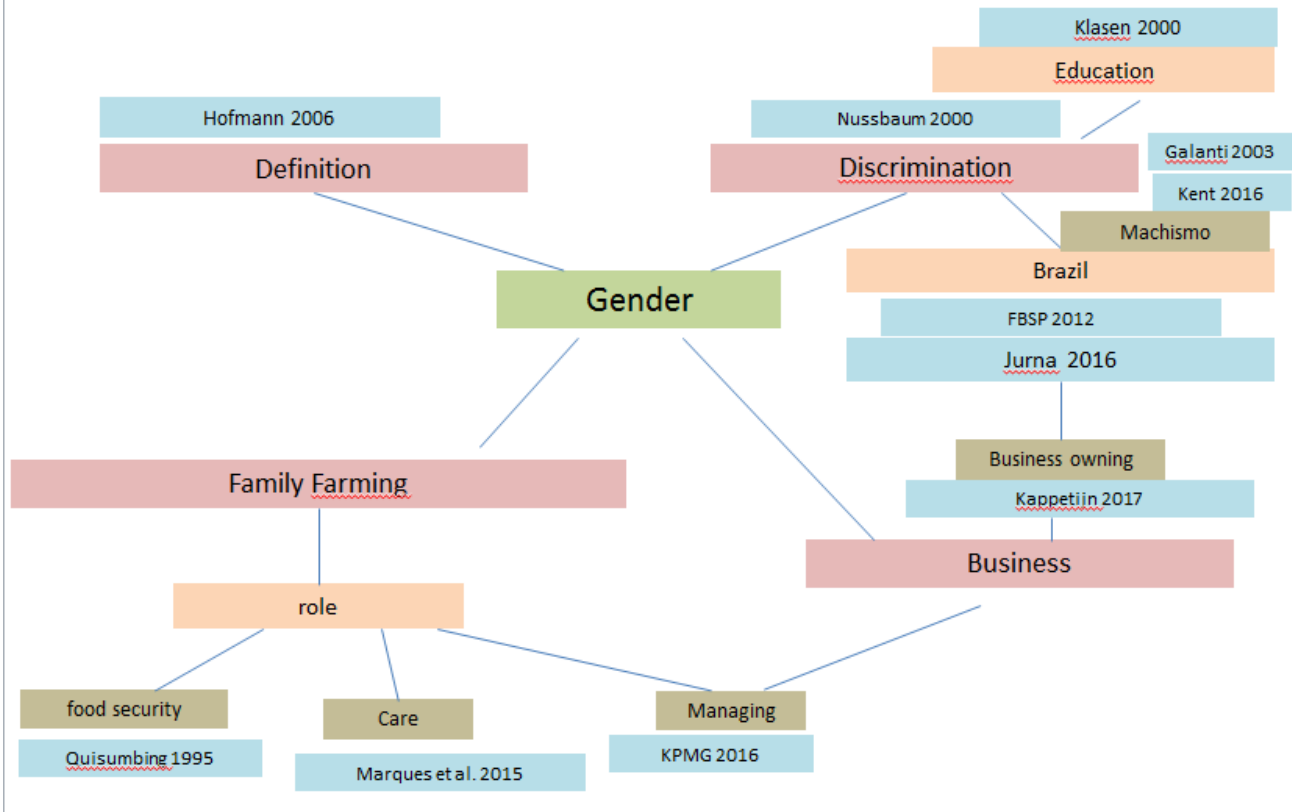 Klasen 2000
Education
Hofmann 2006
Nussbaum 2000
Definition
Discrimination
Galanti 2003
Kent 2016
Machismo
Brazil
Gender
FBSP 2012
Jurna 2016
Business owning
Kappetijn 2017
Family Farming
Business
role
food security
Care
Managing
Quisumbing 1995
Marques et al. 2015
KPMG 2016